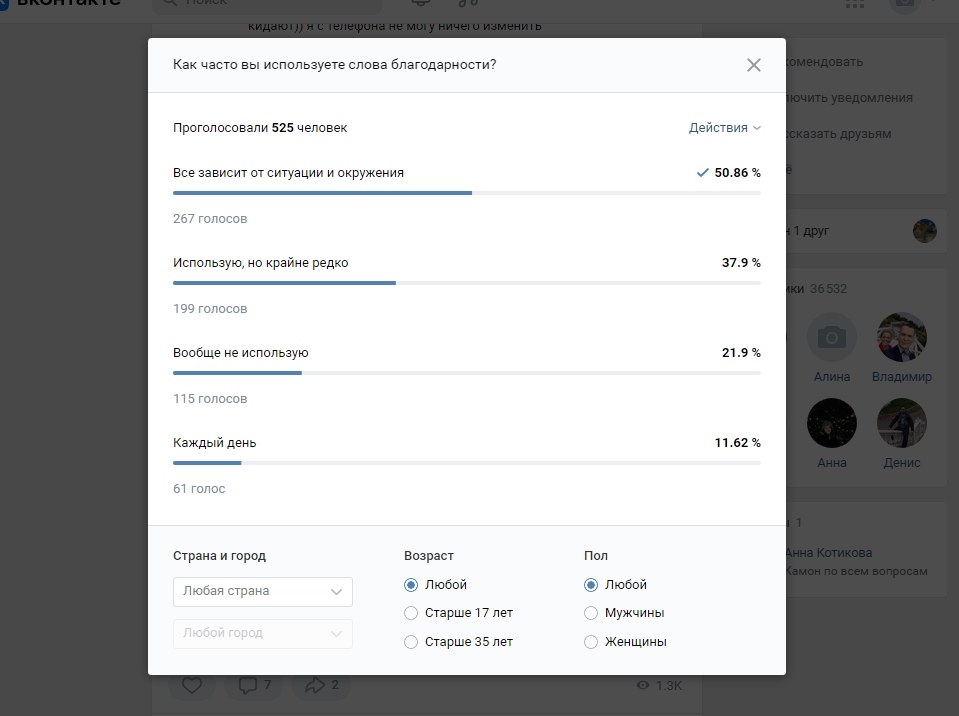 вконтакте
Поиск
кидают)) я с телефона не могу ничего изменить
Как часто вы используете слова благодарности?
Проголосовали 525 человек
Действия
Все зависит от ситуации и окружения
50.86 %
267 голосов
Использую, но крайне редко
37.9 %
199 голосов
Вообще не использую
21.9 %
115 голосов
Каждый день
11.62 %
61 голос
Страна и город
Любая страна
Любой город
Возраст
Любой
Старше 17 лет
Старше 35 лет
Пол
Любой
Мужчины
Женщины
7
2
1.3K
комендовать
лючить уведомления
ссказать друзьям
ё
н 1 друг
ики 36 532
Алина
Владимир
Анна
Денис
ы 1
Анна Котикова
Камон по всем вопросам